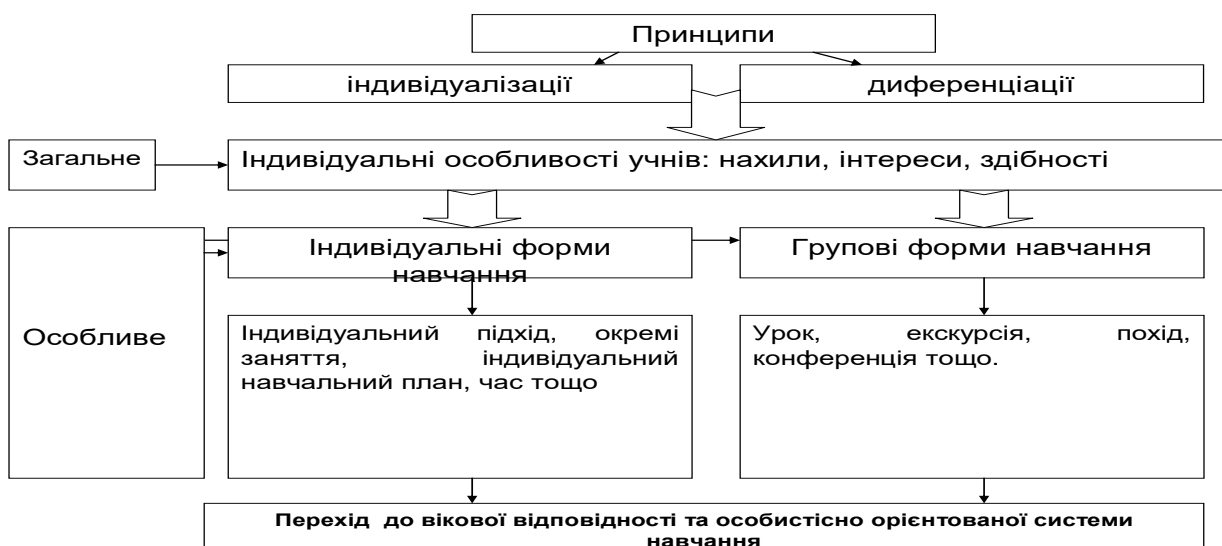 Принципи
індивідуалізації
диференціації
Загальне
Індивідуальні особливості учнів: нахили, інтереси, здібності
Особливе
Індивідуальні форми
навчання
Групові форми навчання
Індивідуальний підхід, окремі
заняття, індивідуальний
навчальний план, час тощо
Урок, екскурсія, похід,
конференція тощо.
Перехід до вікової відповідності та особистісно орієнтованої системи
навчання